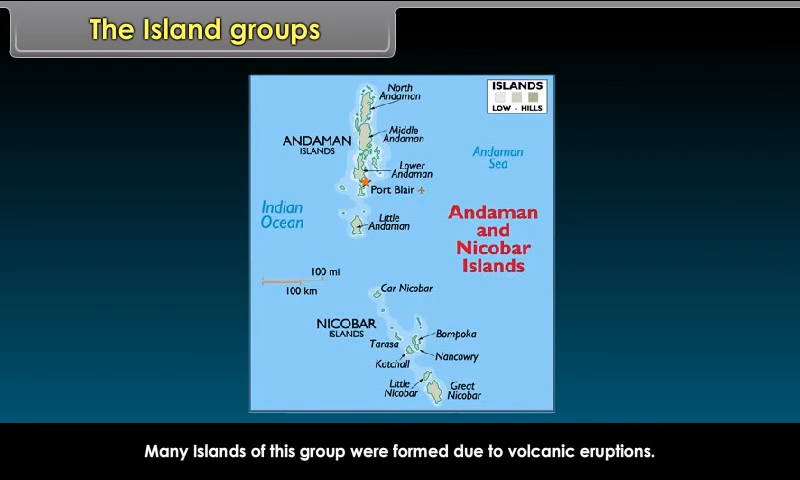 The Island groups
ISLANDS
LOW - HILLS
North
Andaman
Middle
Andaman
ANDAMAN
ISLANDS
Lower
Andaman
Port Blair
Andaman
Sea
Indian
Ocean
Little
Andaman
Andaman
and
Nicobar
Islands
100 mi
100 km
Car Nicobar
NICOBAR
ISLANDS
Bompoka
Tarasa
Nancowry
Katchall
Little
Nicobar
Great
Nicobar
Many Islands of this group were formed due to volcanic eruptions.